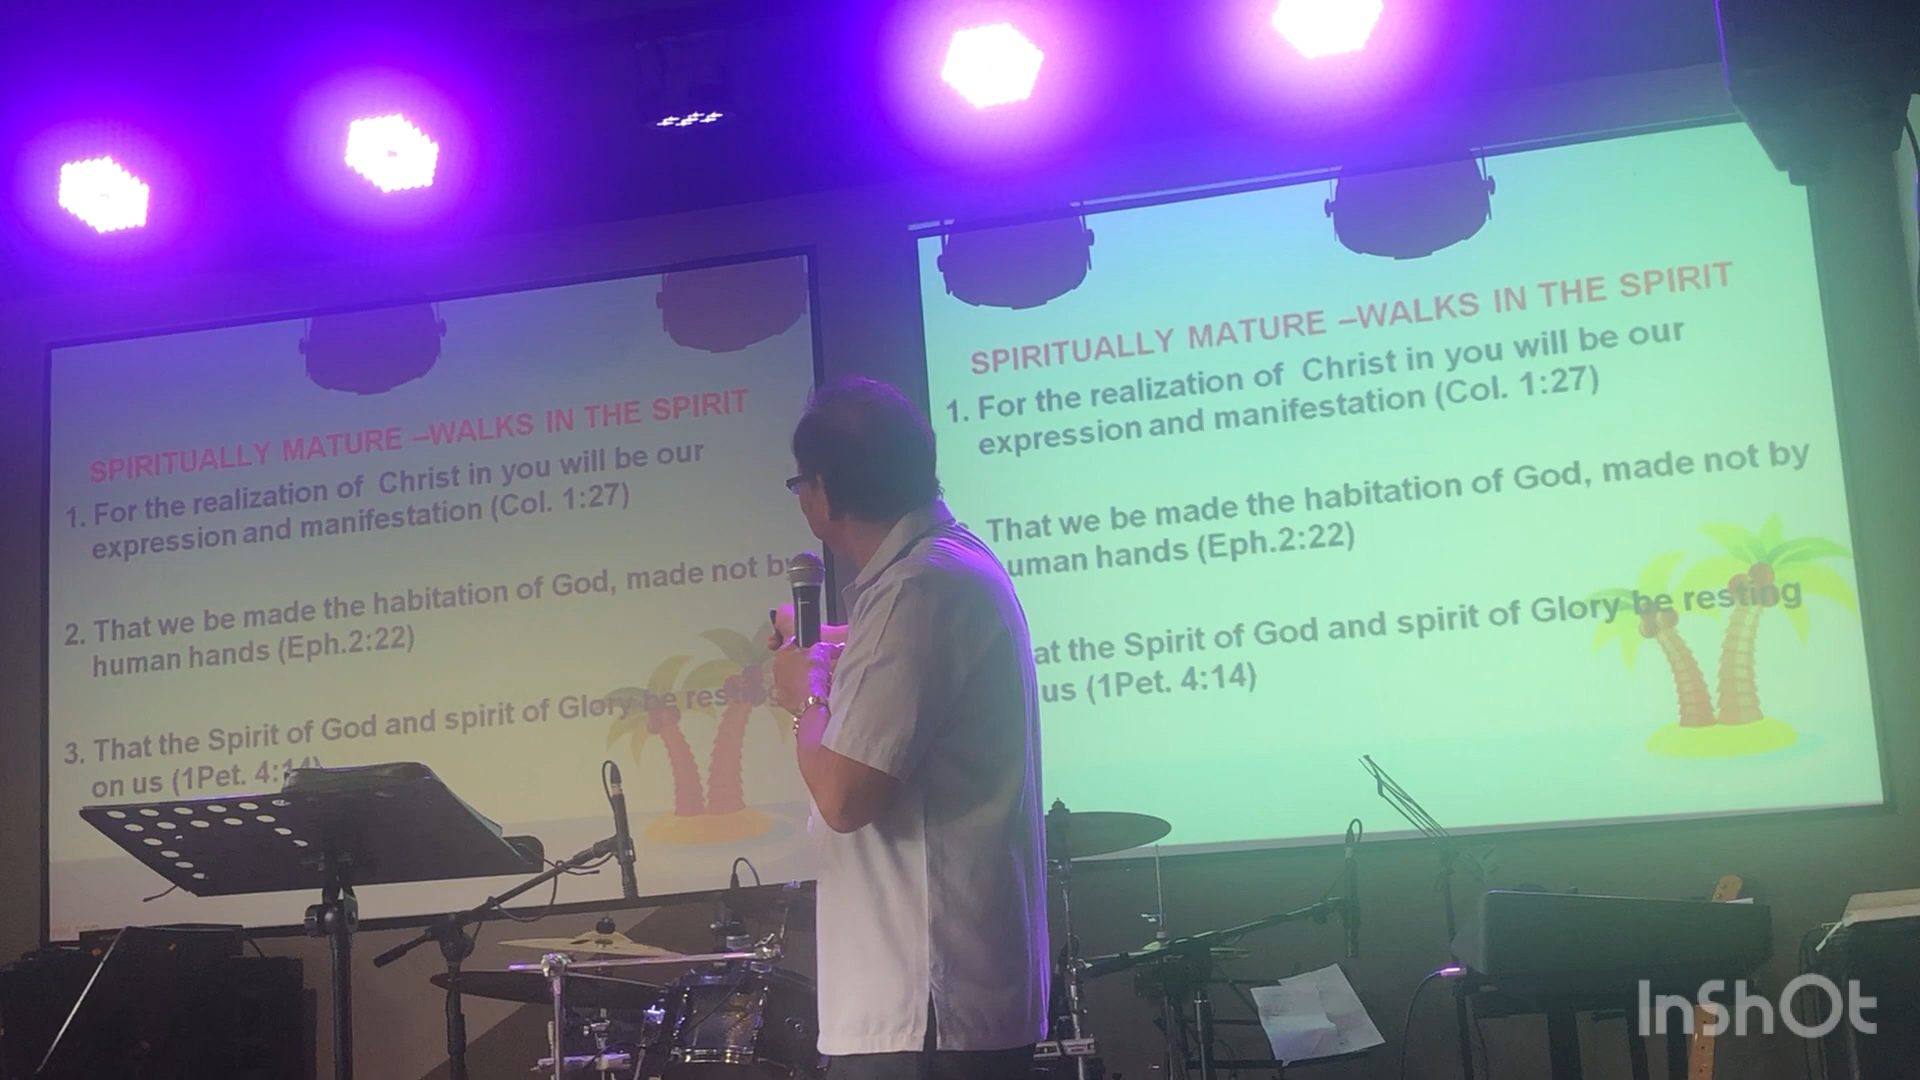 SPIRITUALLY MATURE –WALKS IN THE SPIRIT
1. For the realization of Christ in you will be our
expression and manifestation (Col. 1:27)
2. That we be made the habitation of God, made not by
human hands (Eph.2:22)
3. That the Spirit of God and spirit of Glory be resting
on us (1Pet. 4:14)
SPIRITUALLY MATURE –WALKS IN THE SPIRIT
1. For the realization of Christ in you will be our
expression and manifestation (Col. 1:27)
That we be made the habitation of God, made not by
uman hands (Eph.2:22)
at the Spirit of God and spirit of Glory be resting
us (1Pet. 4:14)
InShOt